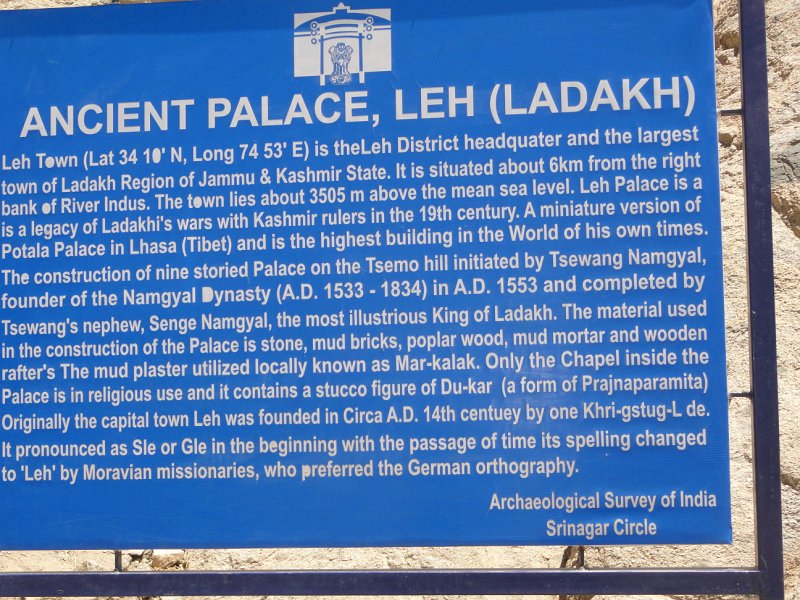 ANCIENT PALACE, LEH (LADAKH)
Leh Town (Lat 34 10' N, Long 74 53' E) is theLeh District headquater and the largest
town of Ladakh Region of Jammu & Kashmir State. It is situated about 6km from the right
bank of River Indus. The town lies about 3505 m above the mean sea level. Leh Palace is a
is a legacy of Ladakhi's wars with Kashmir rulers in the 19th century. A miniature version of
Potala Palace in Lhasa (Tibet) and is the highest building in the World of his own times.
The construction of nine storied Palace on the Tsemo hill initiated by Tsewang Namgyal,
founder of the Namgyal Dynasty (A.D. 1533 - 1834) in A.D. 1553 and completed by
Tsewang's nephew, Senge Namgyal, the most illustrious King of Ladakh. The material used
in the construction of the Palace is stone, mud bricks, poplar wood, mud mortar and wooden
rafter's The mud plaster utilized locally known as Mar-kalak. Only the Chapel inside the
Palace is in religious use and it contains a stucco figure of Du-kar (a form of Prajnaparamita)
Originally the capital town Leh was founded in Circa A.D. 14th centuey by one Khri-gstug-L de.
It pronounced as Sle or Gle in the beginning with the passage of time its spelling changed
to 'Leh' by Moravian missionaries, who preferred the German orthography.
Archaeological Survey of India
Srinagar Circle